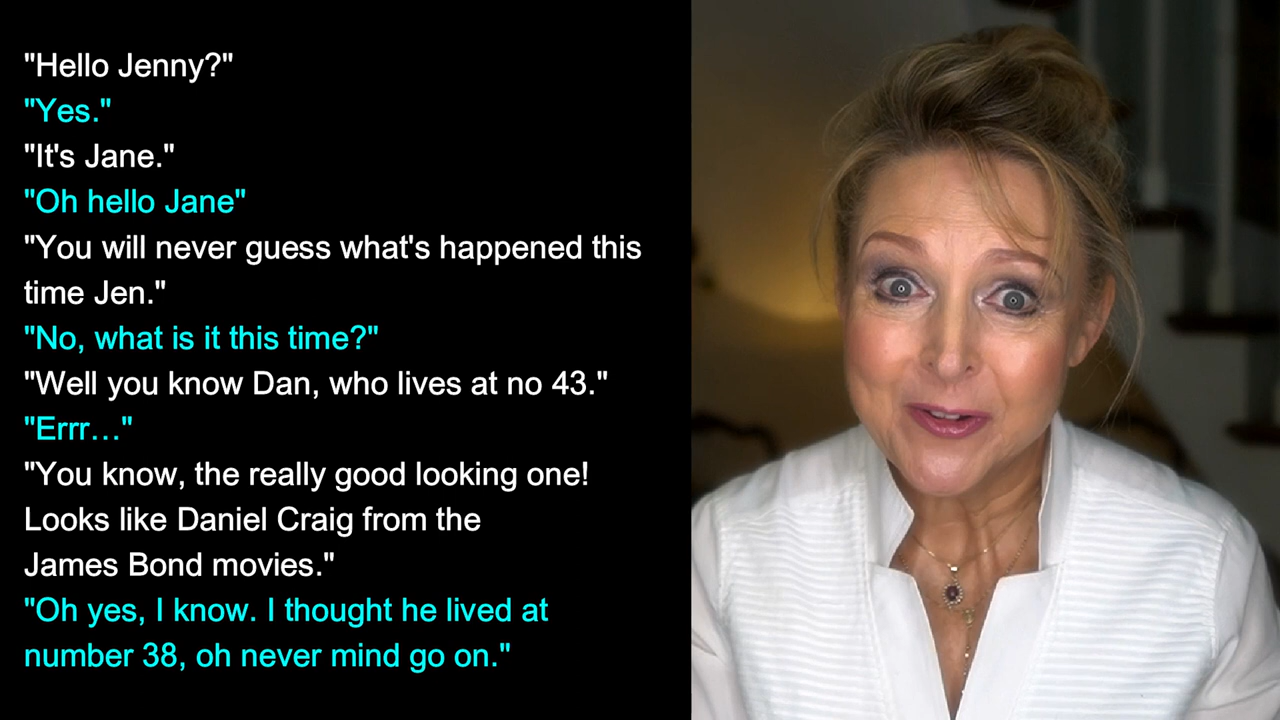 "Hello Jenny?"
"Yes."
"It's Jane."
"Oh hello Jane"
"You will never guess what's happened this
time Jen."
"No, what is it this time?"
"Well you know Dan, who lives at no 43."
"Errr…"
"You know, the really good looking one!
Looks like Daniel Craig from the
James Bond movies."
"Oh yes, I know. I thought he lived at
number 38, oh never mind go on."